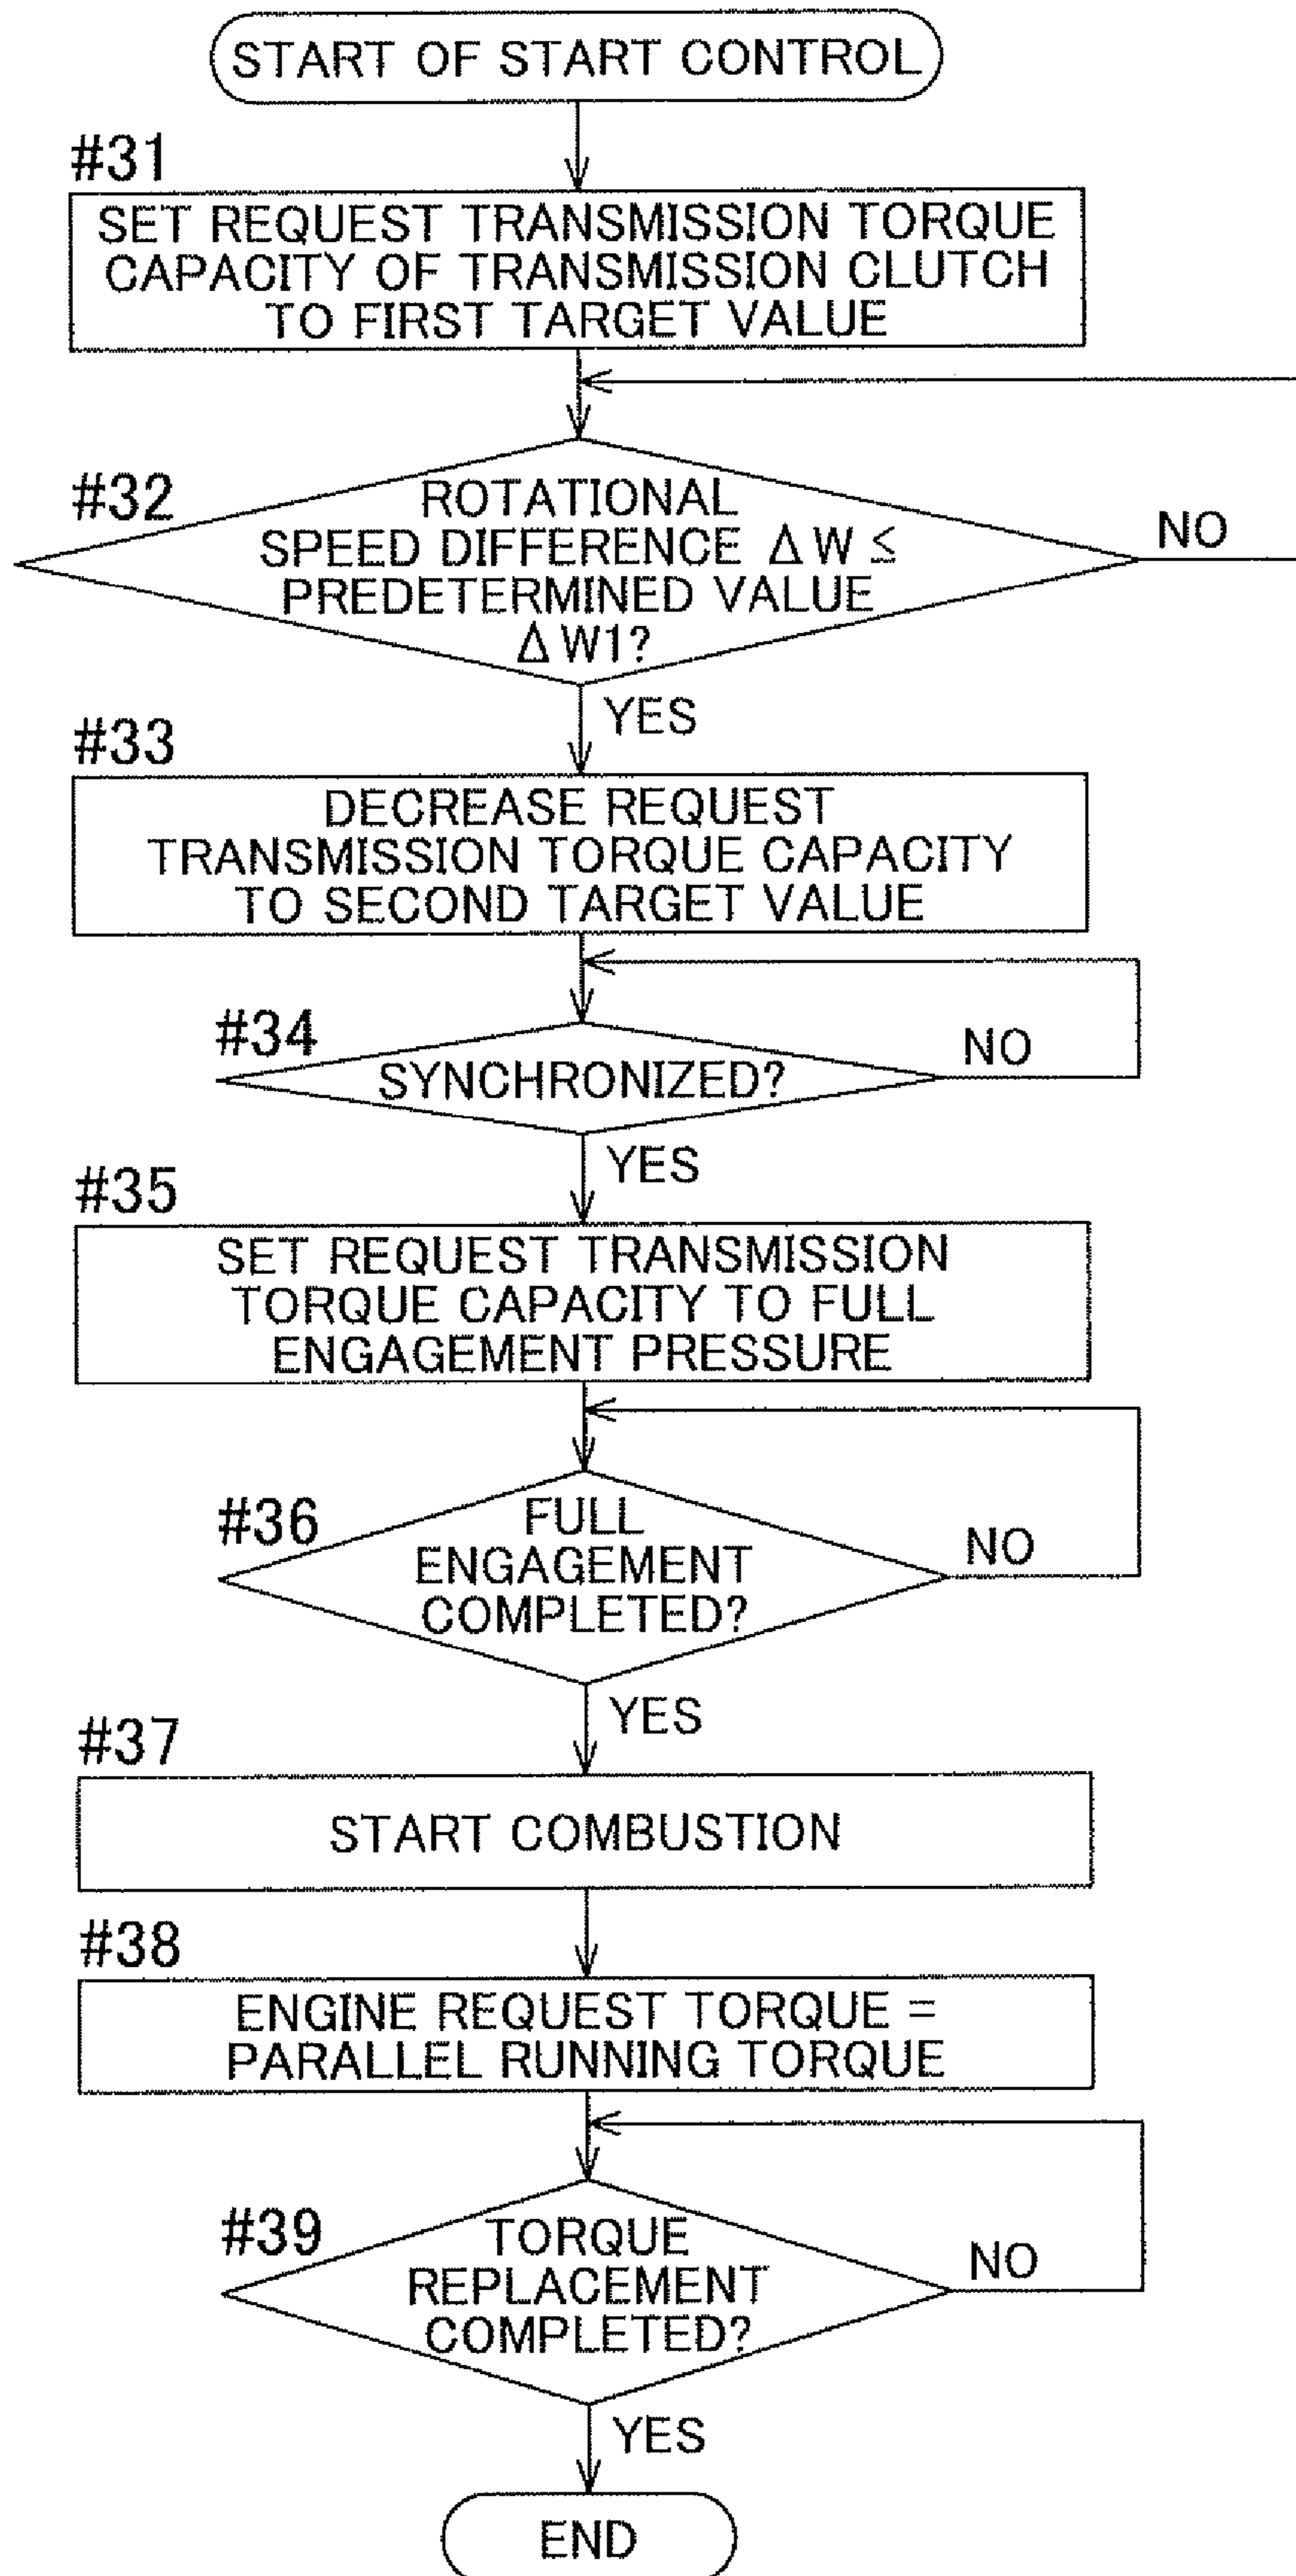 START OF START CONTROL
#31
SET REQUEST TRANSMISSION TORQUE
CAPACITY OF TRANSMISSION CLUTCH
TO FIRST TARGET VALUE
#32
ROTATIONAL
SPEED DIFFERENCE ΔW ≤
PREDETERMINED VALUE
ΔW1?
NO
YES
#33
DECREASE REQUEST
TRANSMISSION TORQUE CAPACITY
TO SECOND TARGET VALUE
#34
SYNCHRONIZED?
NO
YES
#35
SET REQUEST TRANSMISSION
TORQUE CAPACITY TO FULL
ENGAGEMENT PRESSURE
#36
FULL
ENGAGEMENT
COMPLETED?
NO
YES
#37
START COMBUSTION
#38
ENGINE REQUEST TORQUE =
PARALLEL RUNNING TORQUE
#39
TORQUE
REPLACEMENT
COMPLETED?
NO
YES
END